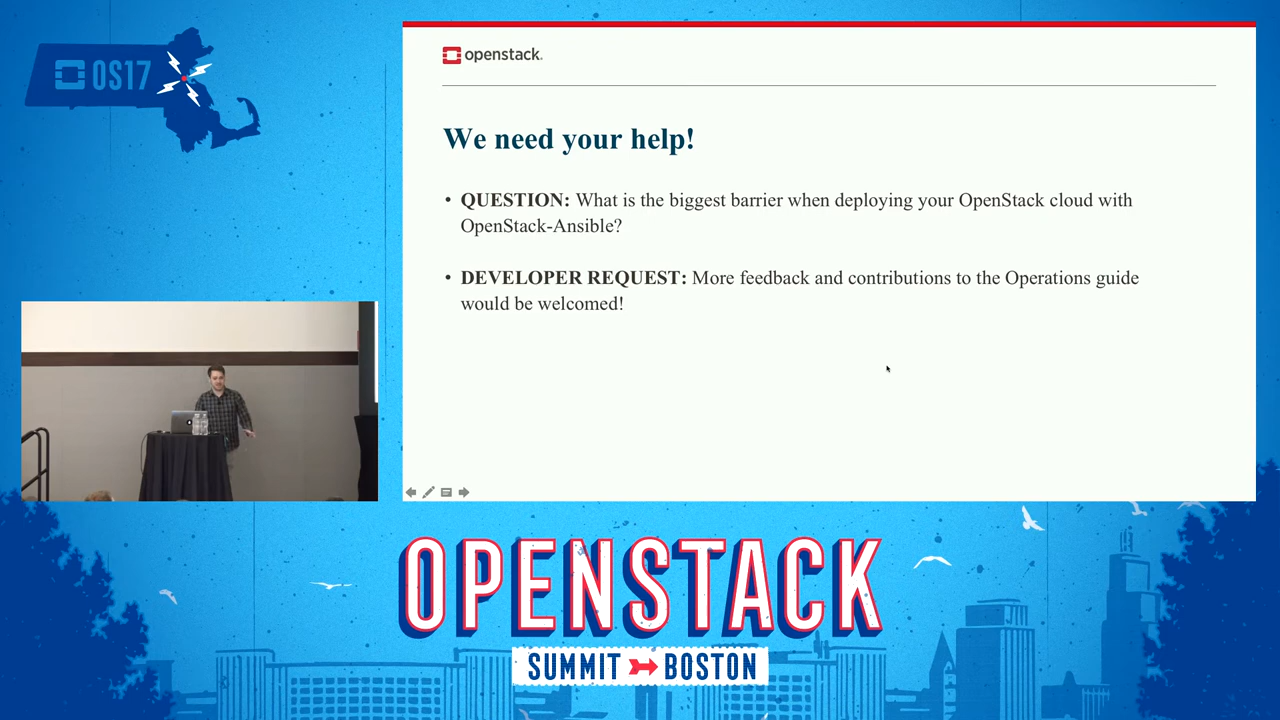 OS17
openstack.
We need your help!
• QUESTION: What is the biggest barrier when deploying your OpenStack cloud with
OpenStack-Ansible?
• DEVELOPER REQUEST: More feedback and contributions to the Operations guide
would be welcomed!
OPENSTACK
SUMMIT BOSTON